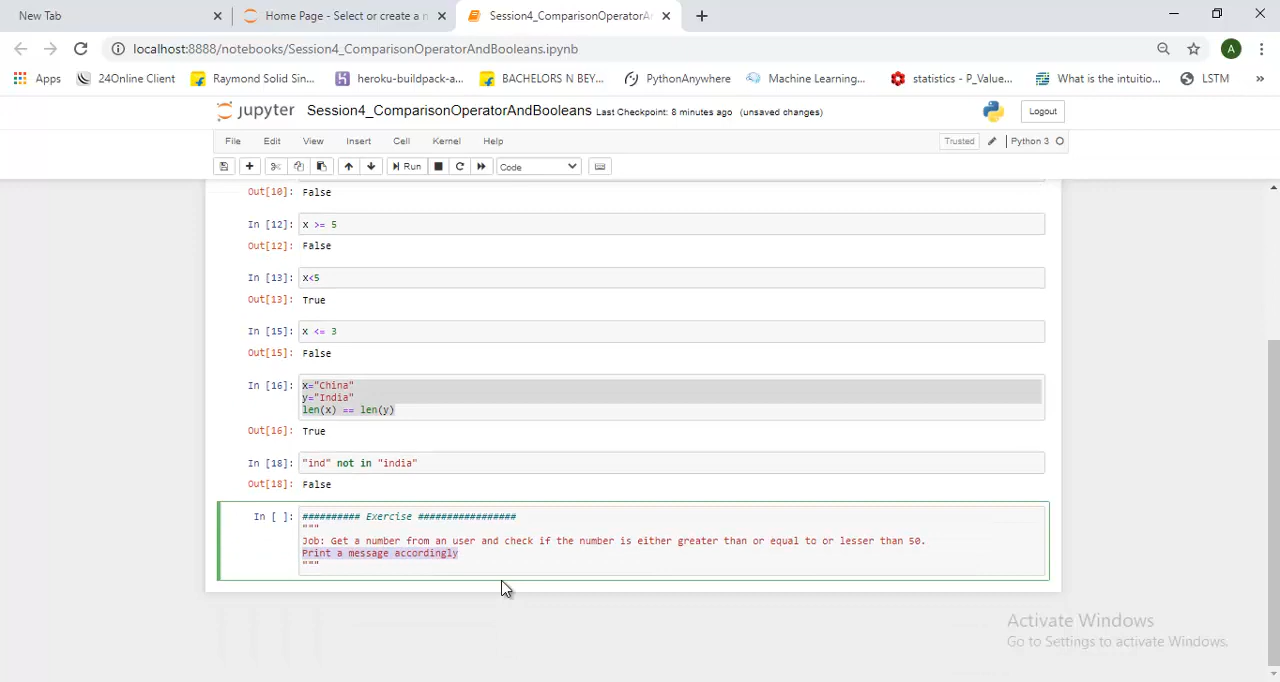 New Tab
Home Page - Select or create a n
Session4_ComparisonOperatorAr
localhost:8888/notebooks/Session4_ComparisonOperatorAndBooleans.ipynb
Apps 24Online Client Raymond Solid Sin... heroku-buildpack-a... BACHELORS N BEY... PythonAnywhere Machine Learning... statistics - P_Value... What is the intuitio... LSTM »
A
jupyter Session4_ComparisonOperatorAndBooleans Last Checkpoint: 8 minutes ago (unsaved changes) Logout
File Edit View Insert Cell Kernel Help Trusted Python 3
Run Code
Out[10]: False
In [12]: x >= 5
Out[12]: False
In [13]: x<5
Out[13]: True
In [15]: x <= 3
Out[15]: False
In [16]: x="China"
y="India"
len(x) == len(y)
Out[16]: True
In [18]: "ind" not in "india"
Out[18]: False
In [ ]: ########## Exercise #################
"""
Job: Get a number from an user and check if the number is either greater than or equal to or lesser than 50.
Print a message accordingly
"""
Activate Windows
Go to Settings to activate Windows.